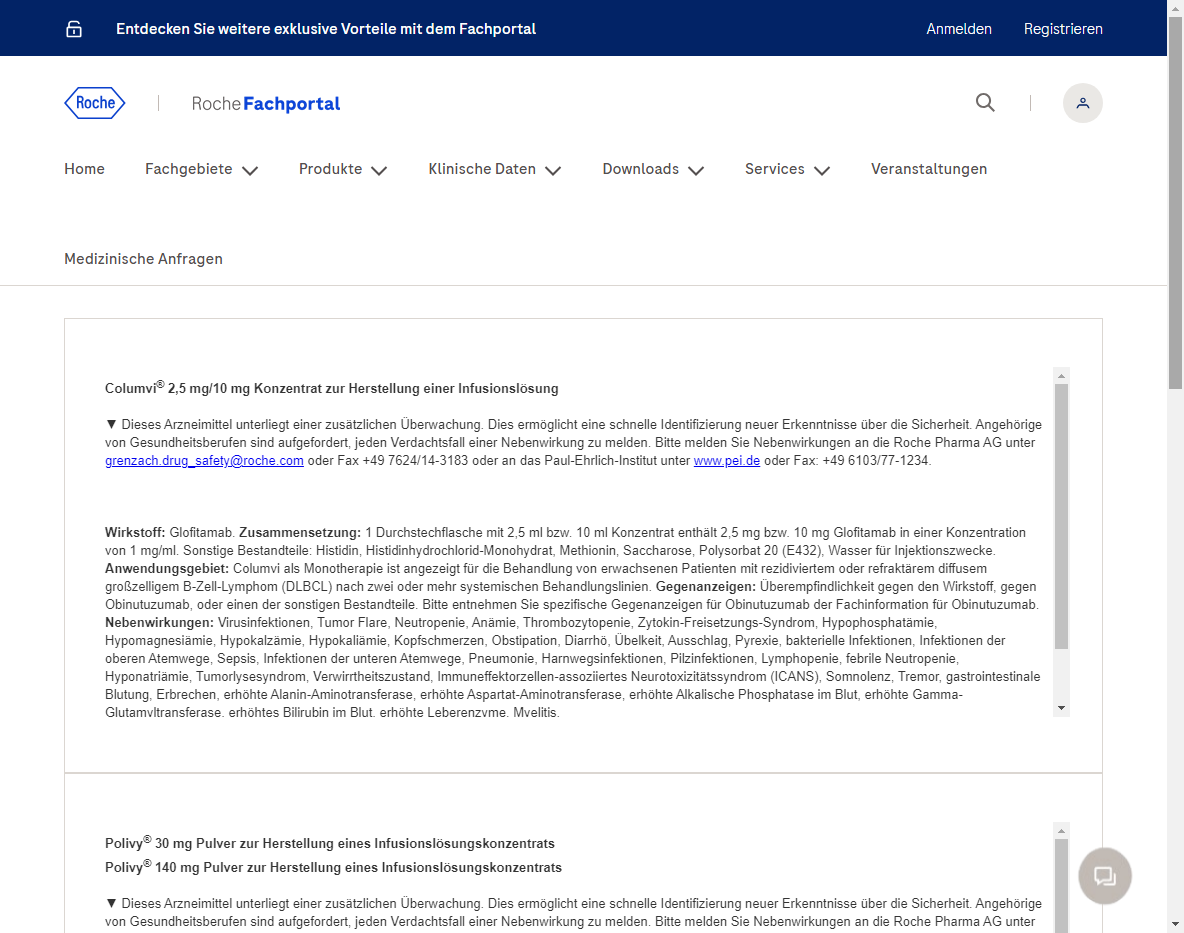 Entdecken Sie weitere exklusive Vorteile mit dem Fachportal
Anmelden
Registrieren
Roche
Roche Fachportal
Home
Fachgebiete
Produkte
Klinische Daten
Downloads
Services
Veranstaltungen
Medizinische Anfragen
Columvi® 2,5 mg/10 mg Konzentrat zur Herstellung einer Infusionslösung
▼ Dieses Arzneimittel unterliegt einer zusätzlichen Überwachung. Dies ermöglicht eine schnelle Identifizierung neuer Erkenntnisse über die Sicherheit. Angehörige
von Gesundheitsberufen sind aufgefordert, jeden Verdachtsfall einer Nebenwirkung zu melden. Bitte melden Sie Nebenwirkungen an die Roche Pharma AG unter
grenzach.drug_safety@roche.com oder Fax +49 7624/14-3183 oder an das Paul-Ehrlich-Institut unter www.pei.de oder Fax: +49 6103/77-1234.
Wirkstoff: Glofitamab. Zusammensetzung: 1 Durchstechflasche mit 2,5 ml bzw. 10 ml Konzentrat enthält 2,5 mg bzw. 10 mg Glofitamab in einer Konzentration
von 1 mg/ml. Sonstige Bestandteile: Histidin, Histidinhydrochlorid-Monohydrat, Methionin, Saccharose, Polysorbat 20 (E432), Wasser für Injektionszwecke.
Anwendungsgebiet: Columvi als Monotherapie ist angezeigt für die Behandlung von erwachsenen Patienten mit rezidiviertem oder refraktärem diffusem
großzelligem B-Zell-Lymphom (DLBCL) nach zwei oder mehr systemischen Behandlungslinien. Gegenanzeigen: Überempfindlichkeit gegen den Wirkstoff, gegen
Obinutuzumab, oder einen der sonstigen Bestandteile. Bitte entnehmen Sie spezifische Gegenanzeigen für Obinutuzumab der Fachinformation für Obinutuzumab.
Nebenwirkungen: Virusinfektionen, Tumor Flare, Neutropenie, Anämie, Thrombozytopenie, Zytokin-Freisetzungs-Syndrom, Hypophosphatämie,
Hypomagnesiämie, Hypokalzämie, Hypokaliämie, Kopfschmerzen, Obstipation, Diarrhö, Übelkeit, Ausschlag, Pyrexie, bakterielle Infektionen, Infektionen der
oberen Atemwege, Sepsis, Infektionen der unteren Atemwege, Pneumonie, Harnwegsinfektionen, Pilzinfektionen, Lymphopenie, febrile Neutropenie,
Hyponatriämie, Tumorlysesyndrom, Verwirrtheitszustand, Immuneffektorzellen-assoziiertes Neurotoxizitätssyndrom (ICANS), Somnolenz, Tremor, gastrointestinale
Blutung, Erbrechen, erhöhte Alanin-Aminotransferase, erhöhte Aspartat-Aminotransferase, erhöhte Alkalische Phosphatase im Blut, erhöhte Gamma-
Glutamyltransferase, erhöhtes Bilirubin im Blut, erhöhte Leberenzyme, Myelitis.
Polivy® 30 mg Pulver zur Herstellung eines Infusionslösungskonzentrats
Polivy® 140 mg Pulver zur Herstellung eines Infusionslösungskonzentrats
▼ Dieses Arzneimittel unterliegt einer zusätzlichen Überwachung. Dies ermöglicht eine schnelle Identifizierung neuer Erkenntnisse über die Sicherheit. Angehörige
von Gesundheitsberufen sind aufgefordert, jeden Verdachtsfall einer Nebenwirkung zu melden. Bitte melden Sie Nebenwirkungen an die Roche Pharma AG unter